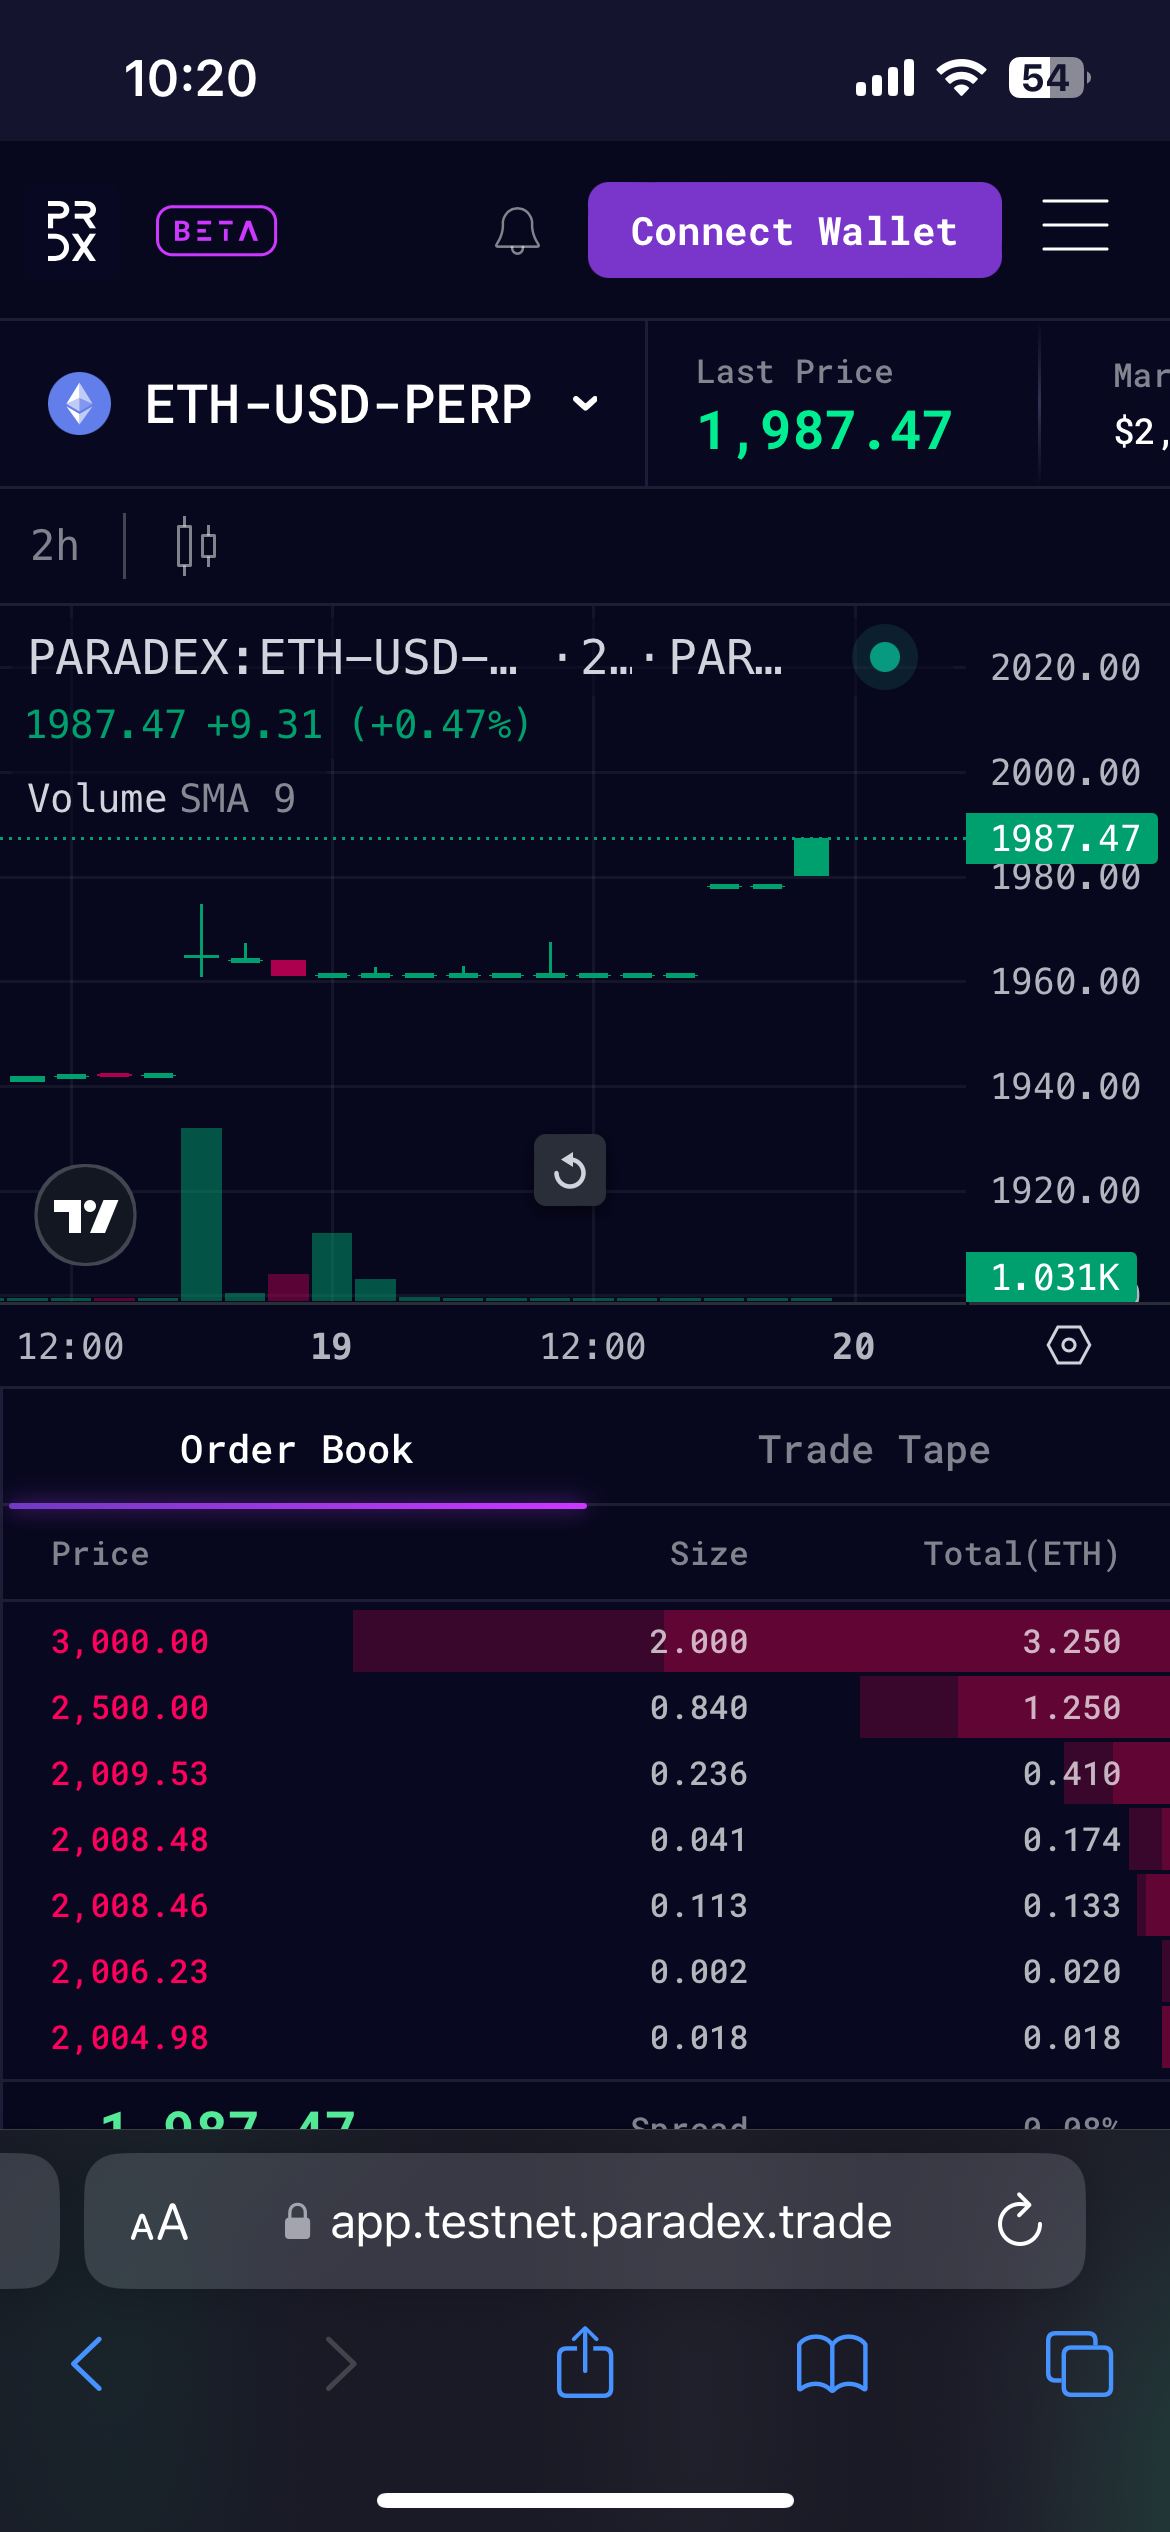 10:20 54
PRDX BETA Connect Wallet
ETH-USD-PERP Last Price
1,987.47 $2,
2h
PARADEX:ETH–USD–… ·2…·PAR…
2020.00
1987.47 +9.31 (+0.47%)
2000.00
Volume SMA 9
1987.47
1980.00
1960.00
1940.00
1920.00
1.031K
12:00 19 12:00 20
Order Book Trade Tape
Price Size Total(ETH)
3,000.00 2.000 3.250
2,500.00 0.840 1.250
2,009.53 0.236 0.410
2,008.48 0.041 0.174
2,008.46 0.113 0.133
2,006.23 0.002 0.020
2,004.98 0.018 0.018
1,987.47 Spread 0.08%
AA app.testnet.paradex.trade